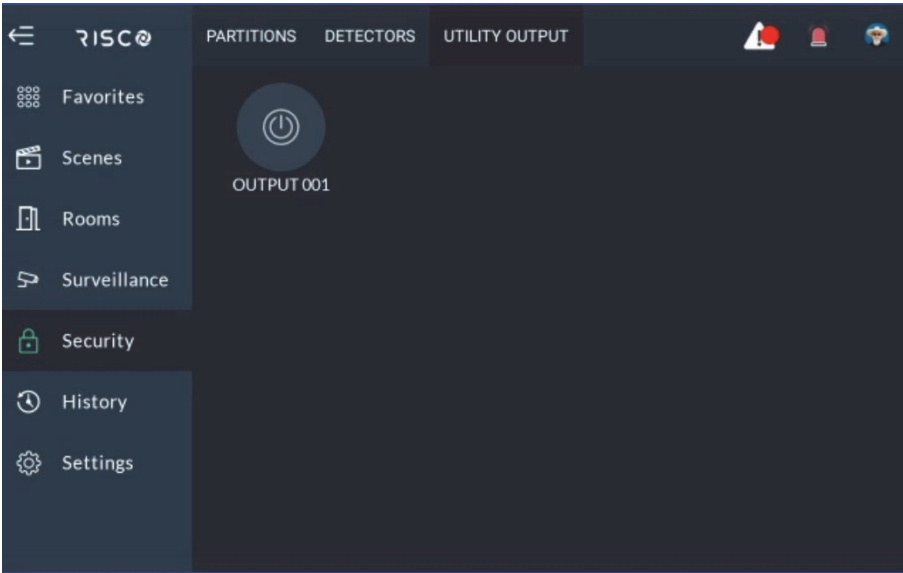 RISCO
PARTITIONS
DETECTORS
UTILITY OUTPUT
Favorites
Scenes
Rooms
Surveillance
Security
History
Settings
OUTPUT 001